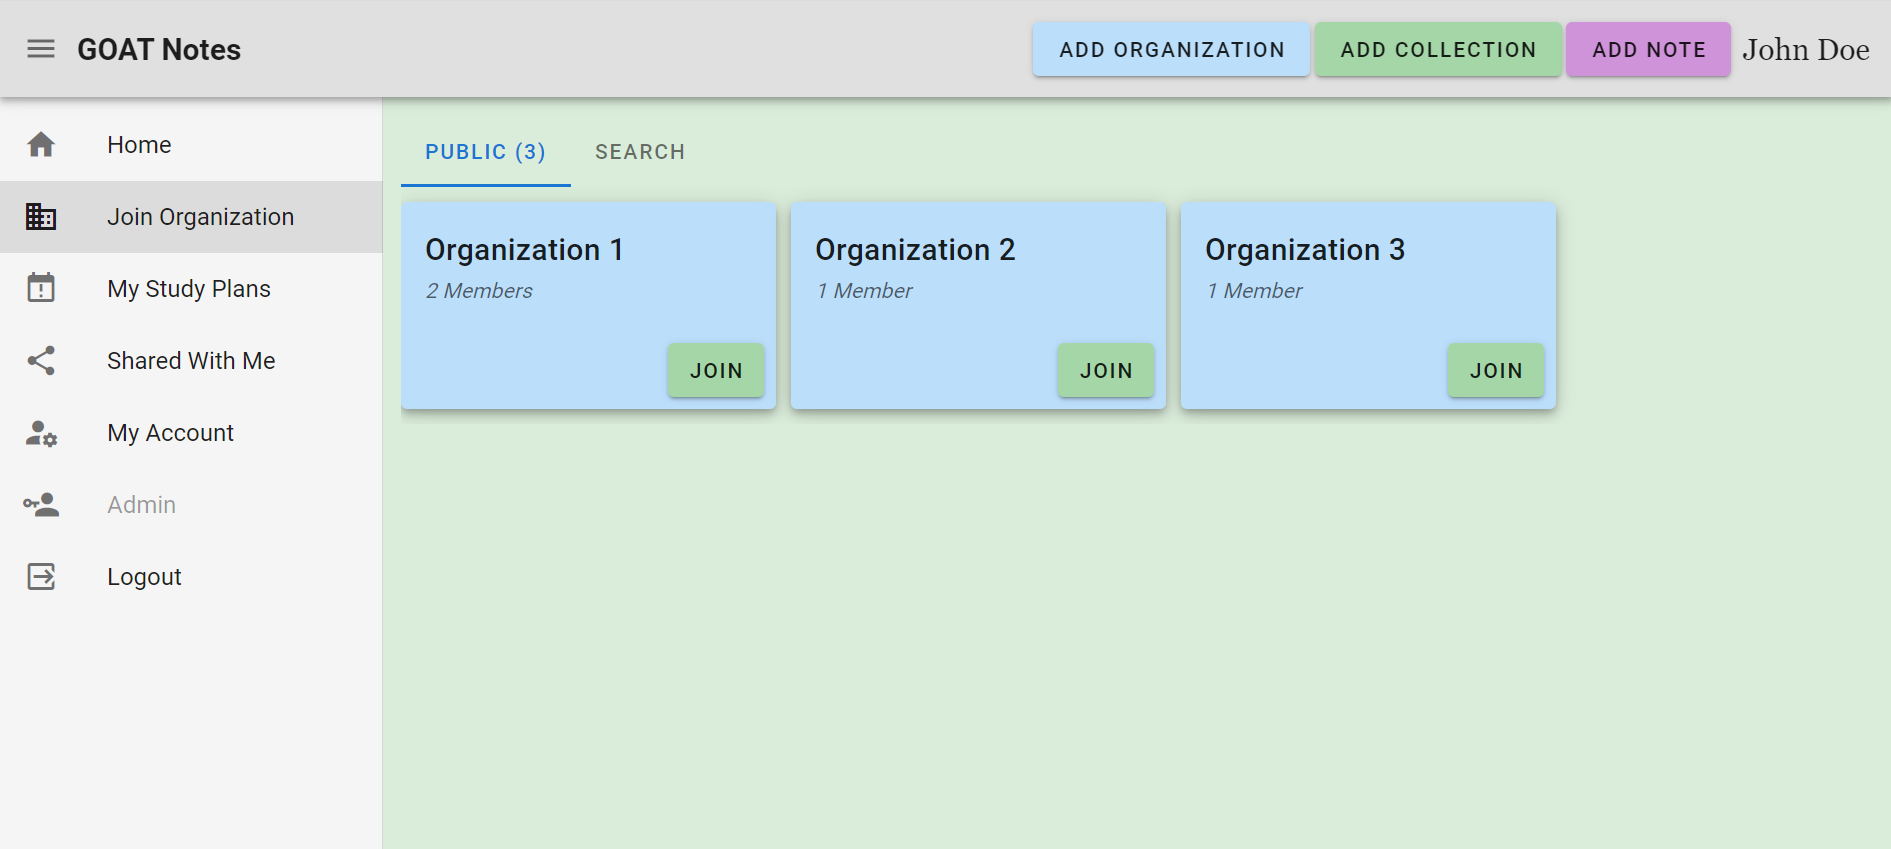 GOAT Notes
ADD ORGANIZATION
ADD COLLECTION
ADD NOTE
John Doe
Home
Join Organization
My Study Plans
Shared With Me
My Account
Admin
Logout
PUBLIC (3)
SEARCH
Organization 1
2 Members
JOIN
Organization 2
1 Member
JOIN
Organization 3
1 Member
JOIN